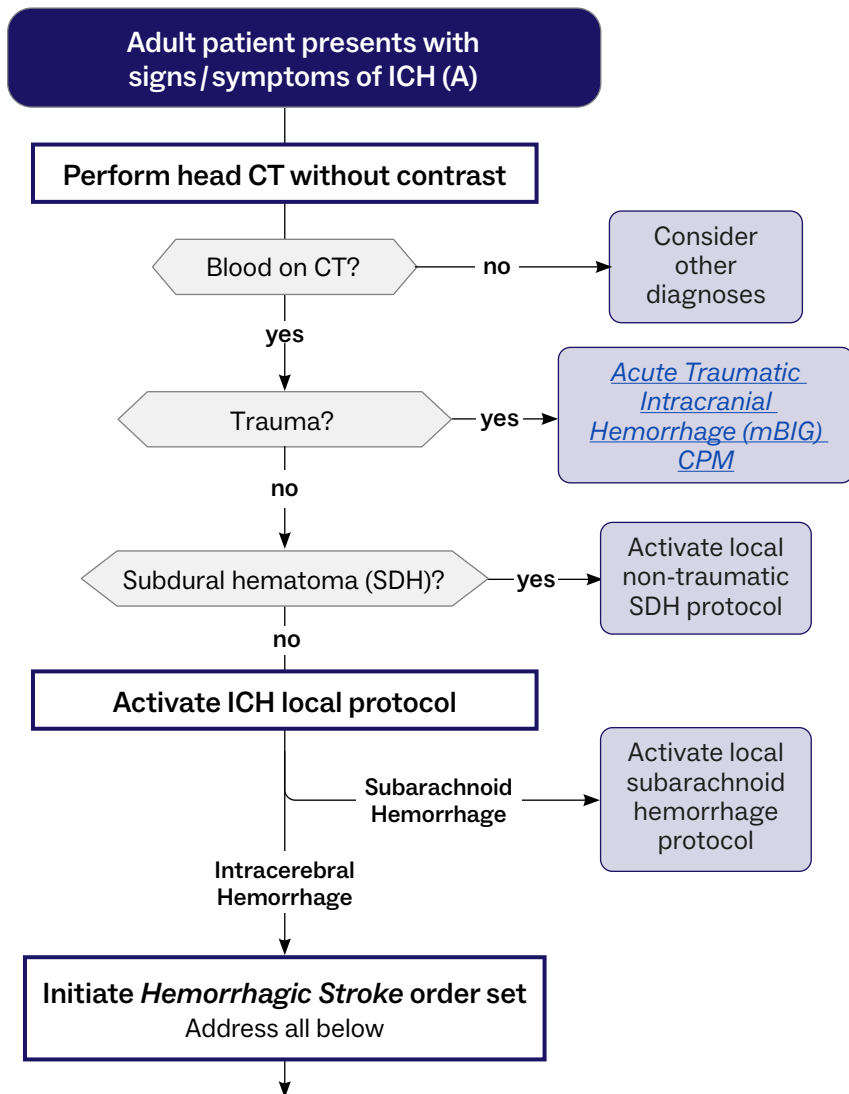 Adult patient presents with
signs/symptoms of ICH (A)
Perform head CT without contrast
Blood on CT?
no
Consider
other
diagnoses
yes
Trauma?
yes
Acute Traumatic
Intracranial
Hemorrhage (mBIG)
CPM
no
Subdural hematoma (SDH)?
yes
Activate local
non-traumatic
SDH protocol
no
Activate ICH local protocol
Subarachnoid
Hemorrhage
Activate local
subarachnoid
hemorrhage
protocol
Intracerebral
Hemorrhage
Initiate Hemorrhagic Stroke order set
Address all below